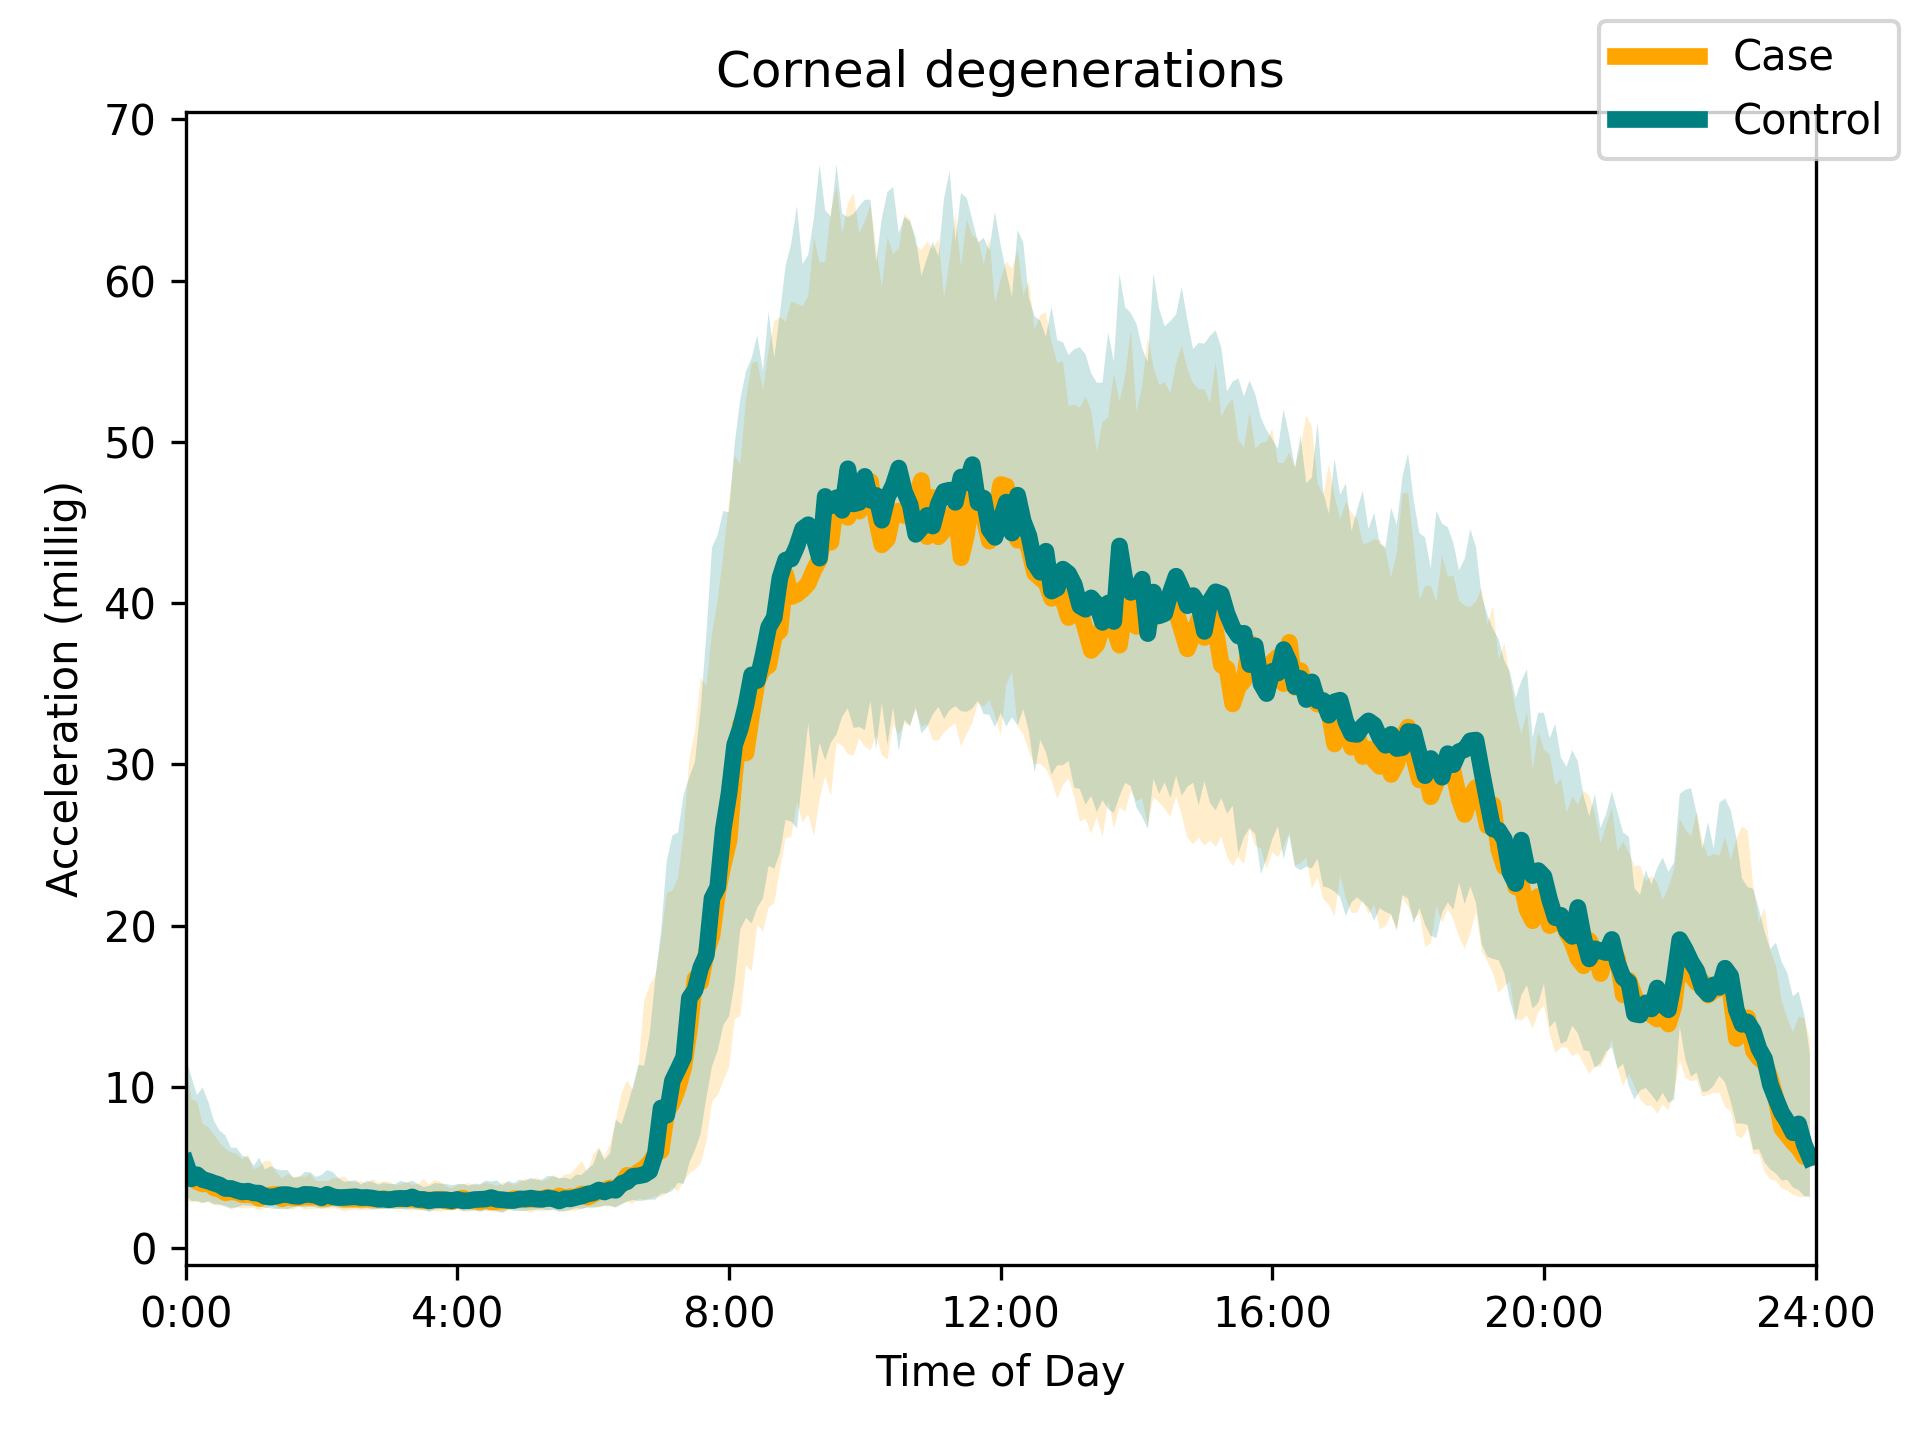 Corneal degenerations
Case
Control
70
60
50
40
30
20
10
0
Acceleration (millig)
0:00 4:00 8:00 12:00 16:00 20:00 24:00
Time of Day